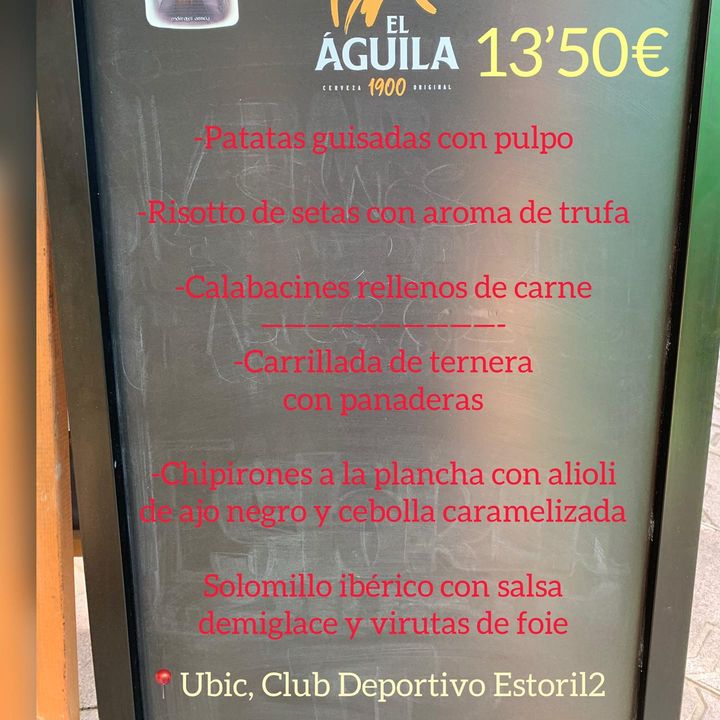 EL
ÁGUILA
13’50€
CERVEZA 1900 ORIGINAL
-Patatas guisadas con pulpo
-Risotto de setas con aroma de trufa
-Calabacines rellenos de carne
——————————-
-Carrillada de ternera
con panaderas
-Chipirones a la plancha con alioli
de ajo negro y cebolla caramelizada
Solomillo ibérico con salsa
demiglace y virutas de foie
📍Ubic, Club Deportivo Estoril2